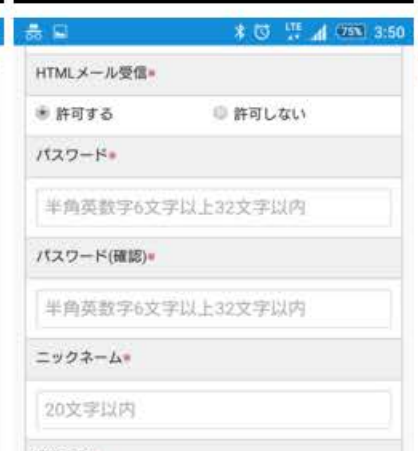 LTE 75% 3:50
HTMLメール受信*
許可する 許可しない
パスワード*
半角英数字6文字以上32文字以内
パスワード(確認)*
半角英数字6文字以上32文字以内
ニックネーム*
20文字以内